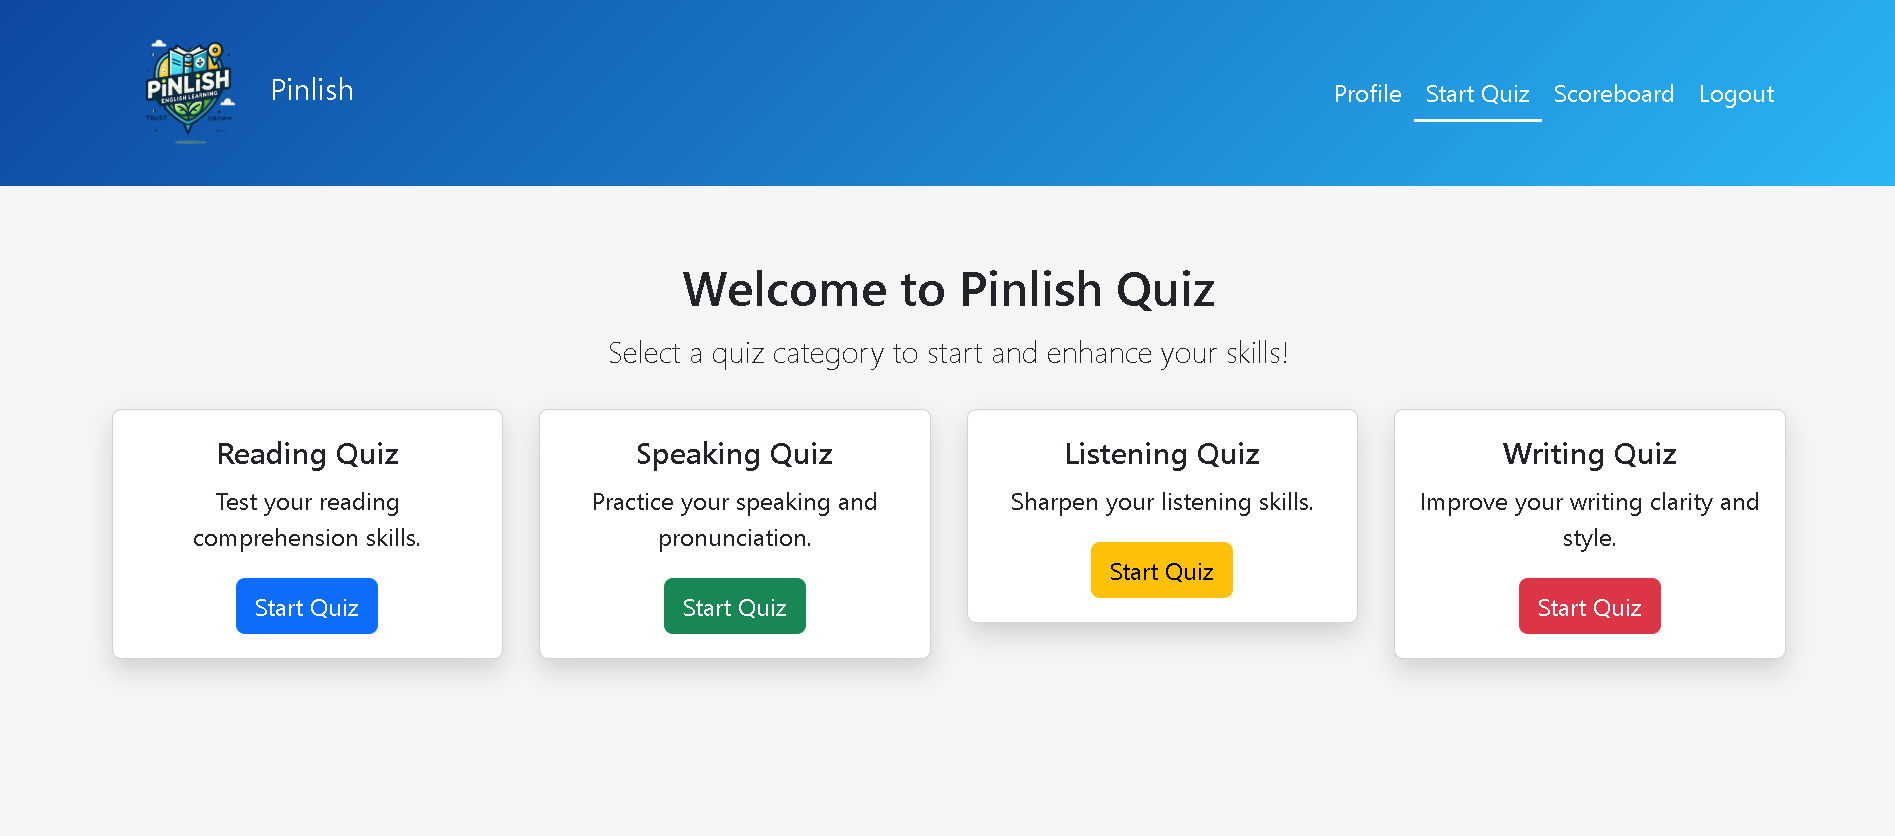 PiNLiSH
ENGLISH LEARNING
TRUST
GROWN
Pinlish
Profile
Start Quiz
Scoreboard
Logout
Welcome to Pinlish Quiz
Select a quiz category to start and enhance your skills!
Reading Quiz
Test your reading
comprehension skills.
Start Quiz
Speaking Quiz
Practice your speaking and
pronunciation.
Start Quiz
Listening Quiz
Sharpen your listening skills.
Start Quiz
Writing Quiz
Improve your writing clarity and
style.
Start Quiz